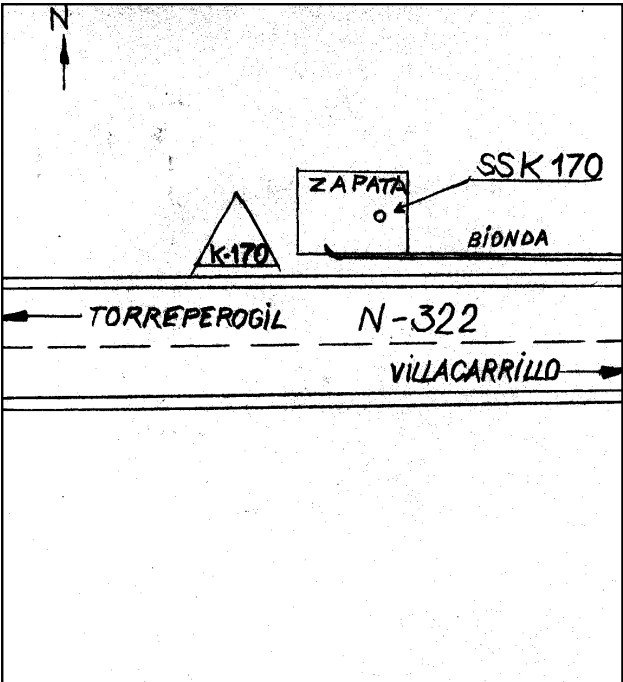 N
ZAPATA
SSK 170
K-170
BIONDA
TORREPEROGIL
N-322
VILLACARRILLO